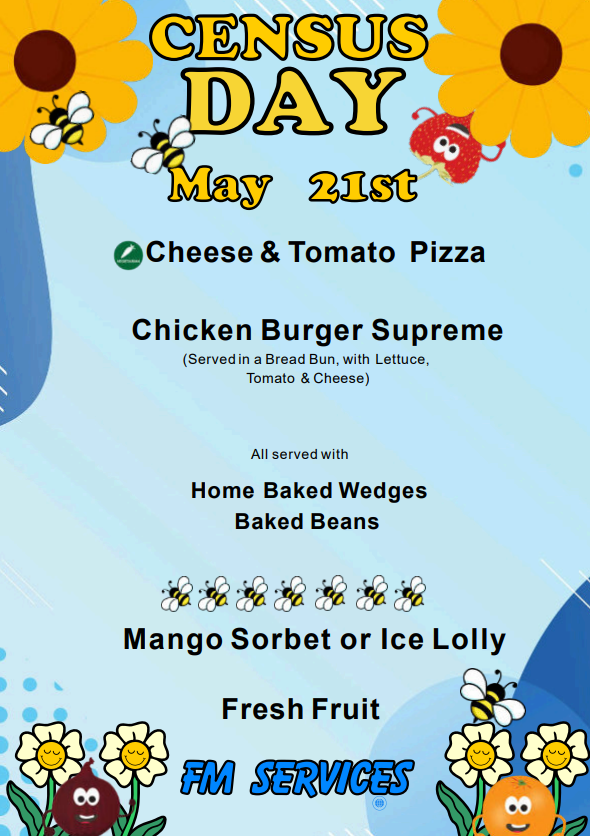 CENSUS
DAY
May 21st
Cheese & Tomato Pizza
Chicken Burger Supreme
(Served in a Bread Bun, with Lettuce,
Tomato & Cheese)
All served with
Home Baked Wedges
Baked Beans
Mango Sorbet or Ice Lolly
Fresh Fruit
FM SERVICES